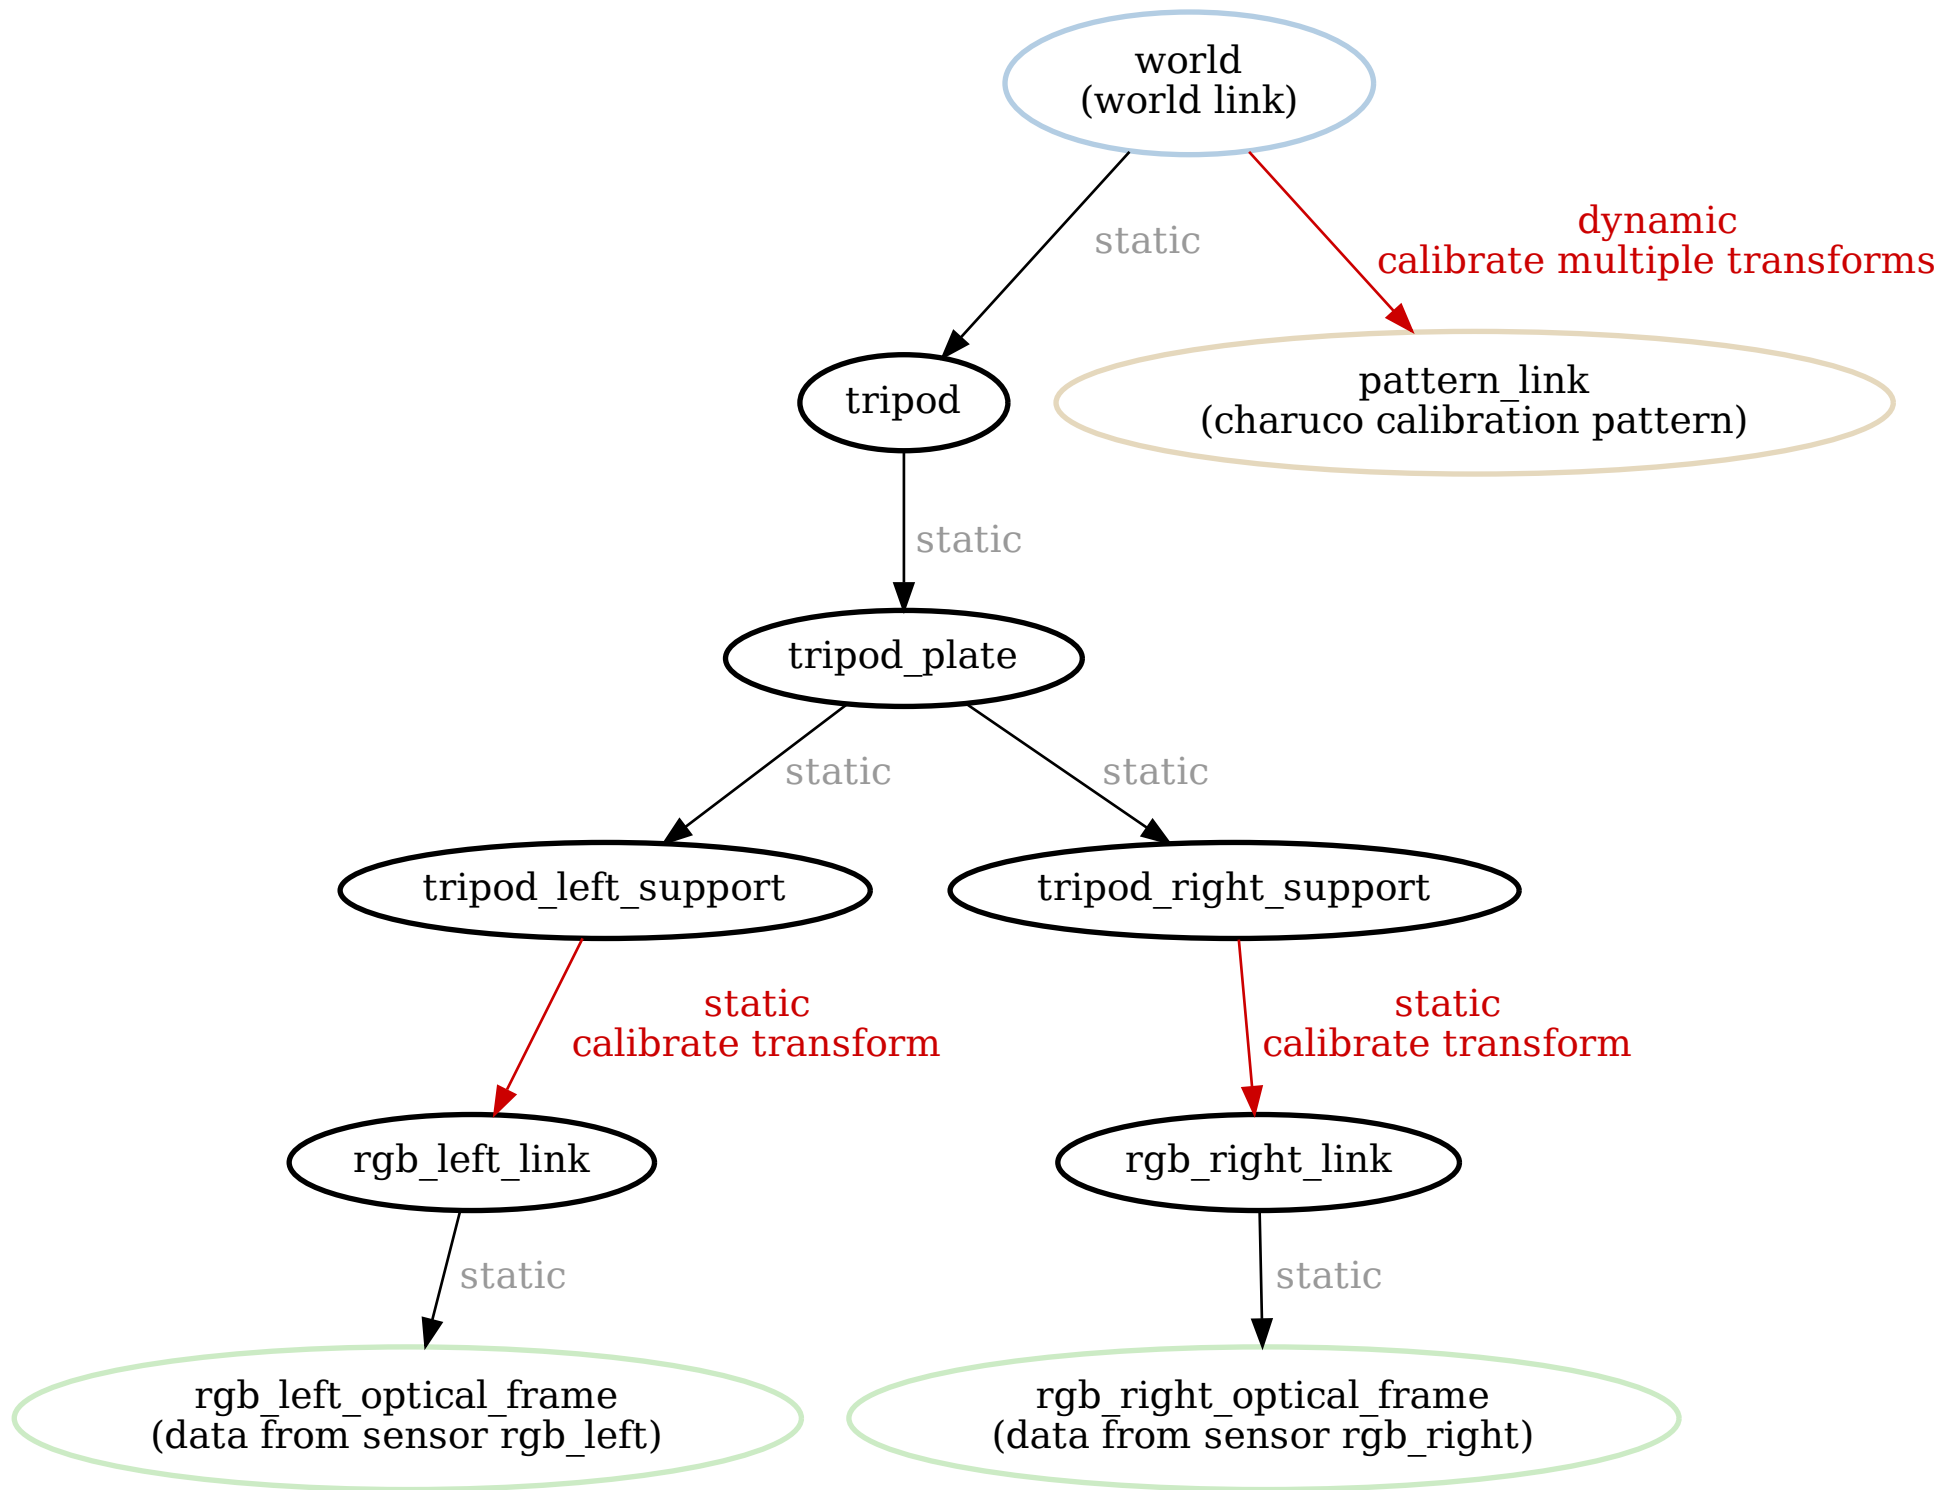 world
(world link)
static
dynamic
calibrate multiple transforms
tripod
pattern_link
(charuco calibration pattern)
static
tripod_plate
static
static
tripod_left_support
tripod_right_support
static
calibrate transform
static
calibrate transform
rgb_left_link
rgb_right_link
static
static
rgb_left_optical_frame
(data from sensor rgb_left)
rgb_right_optical_frame
(data from sensor rgb_right)